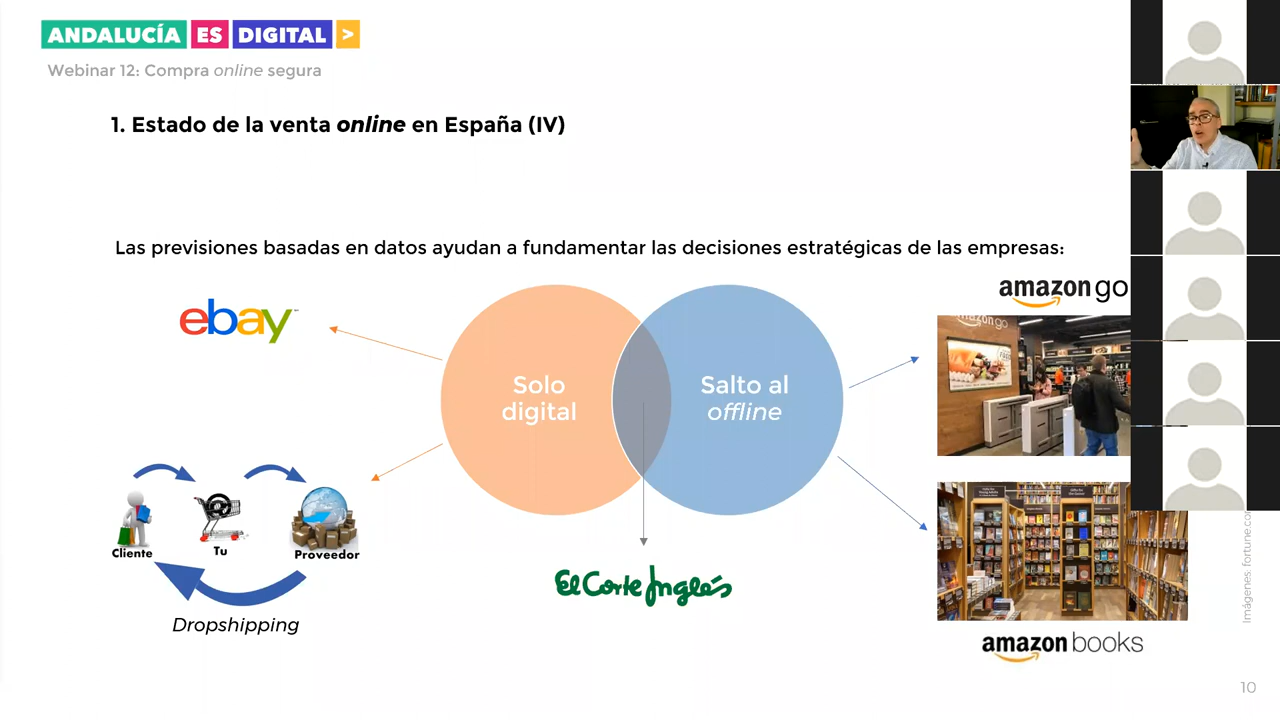 ANDALUCÍA ES DIGITAL >
Webinar 12: Compra online segura
1. Estado de la venta online en España (IV)
Las previsiones basadas en datos ayudan a fundamentar las decisiones estratégicas de las empresas:
ebay
amazon go
amazon go
Solo
digital
Salto al
offline
Cliente
Tu
Proveedor
Dropshipping
El Corte Inglés
amazon books
Imágenes: fortune.com
10